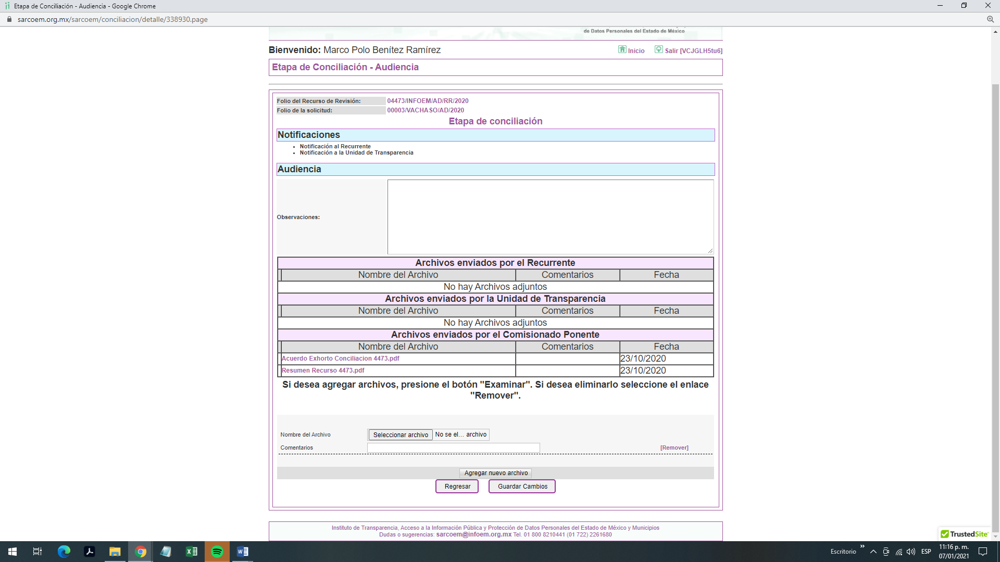 Etapa de Conciliación - Audiencia - Google Chrome
sarcoem.org.mx/sarcoem/conciliacion/detalle/338930.page
de Datos Personales del Estado de México
Bienvenido: Marco Polo Benítez Ramírez
Inicio
Salir [VCJGLH5tu6]
Etapa de Conciliación - Audiencia
Folio del Recurso de Revisión: 04473/INFOEM/AD/RR/2020
Folio de la solicitud: 00003/VACHASO/AD/2020
Etapa de conciliación
Notificaciones
• Notificación al Recurrente
• Notificación a la Unidad de Transparencia
Audiencia
Observaciones:
Archivos enviados por el Recurrente
Nombre del Archivo Comentarios Fecha
No hay Archivos adjuntos
Archivos enviados por la Unidad de Transparencia
Nombre del Archivo Comentarios Fecha
No hay Archivos adjuntos
Archivos enviados por el Comisionado Ponente
Nombre del Archivo Comentarios Fecha
Acuerdo Exhorto Conciliacion 4473.pdf 23/10/2020
Resumen Recurso 4473.pdf 23/10/2020
Si desea agregar archivos, presione el botón "Examinar". Si desea eliminarlo seleccione el enlace
"Remover".
Nombre del Archivo Seleccionar archivo No se el... archivo
Comentarios [Remover]
Agregar nuevo archivo
Regresar Guardar Cambios
Instituto de Transparencia, Acceso a la Información Pública y Protección de Datos Personales del Estado de México y Municipios
Dudas o sugerencias: sarcoem@infoem.org.mx Tel. 01 800 8210441 (01 722) 2261680
TrustedSite
Escritorio » ESP 11:16 p. m.
07/01/2021